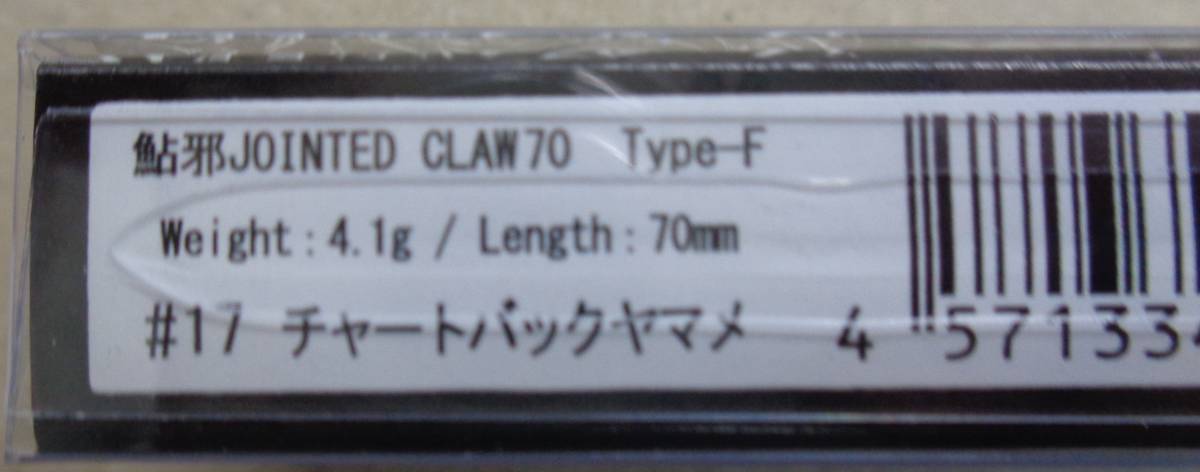 鮎邪JOINTED CLAW70 Type-F
Weight:4.1g / Length:70mm
#17 チャートバックヤマメ
4 571334